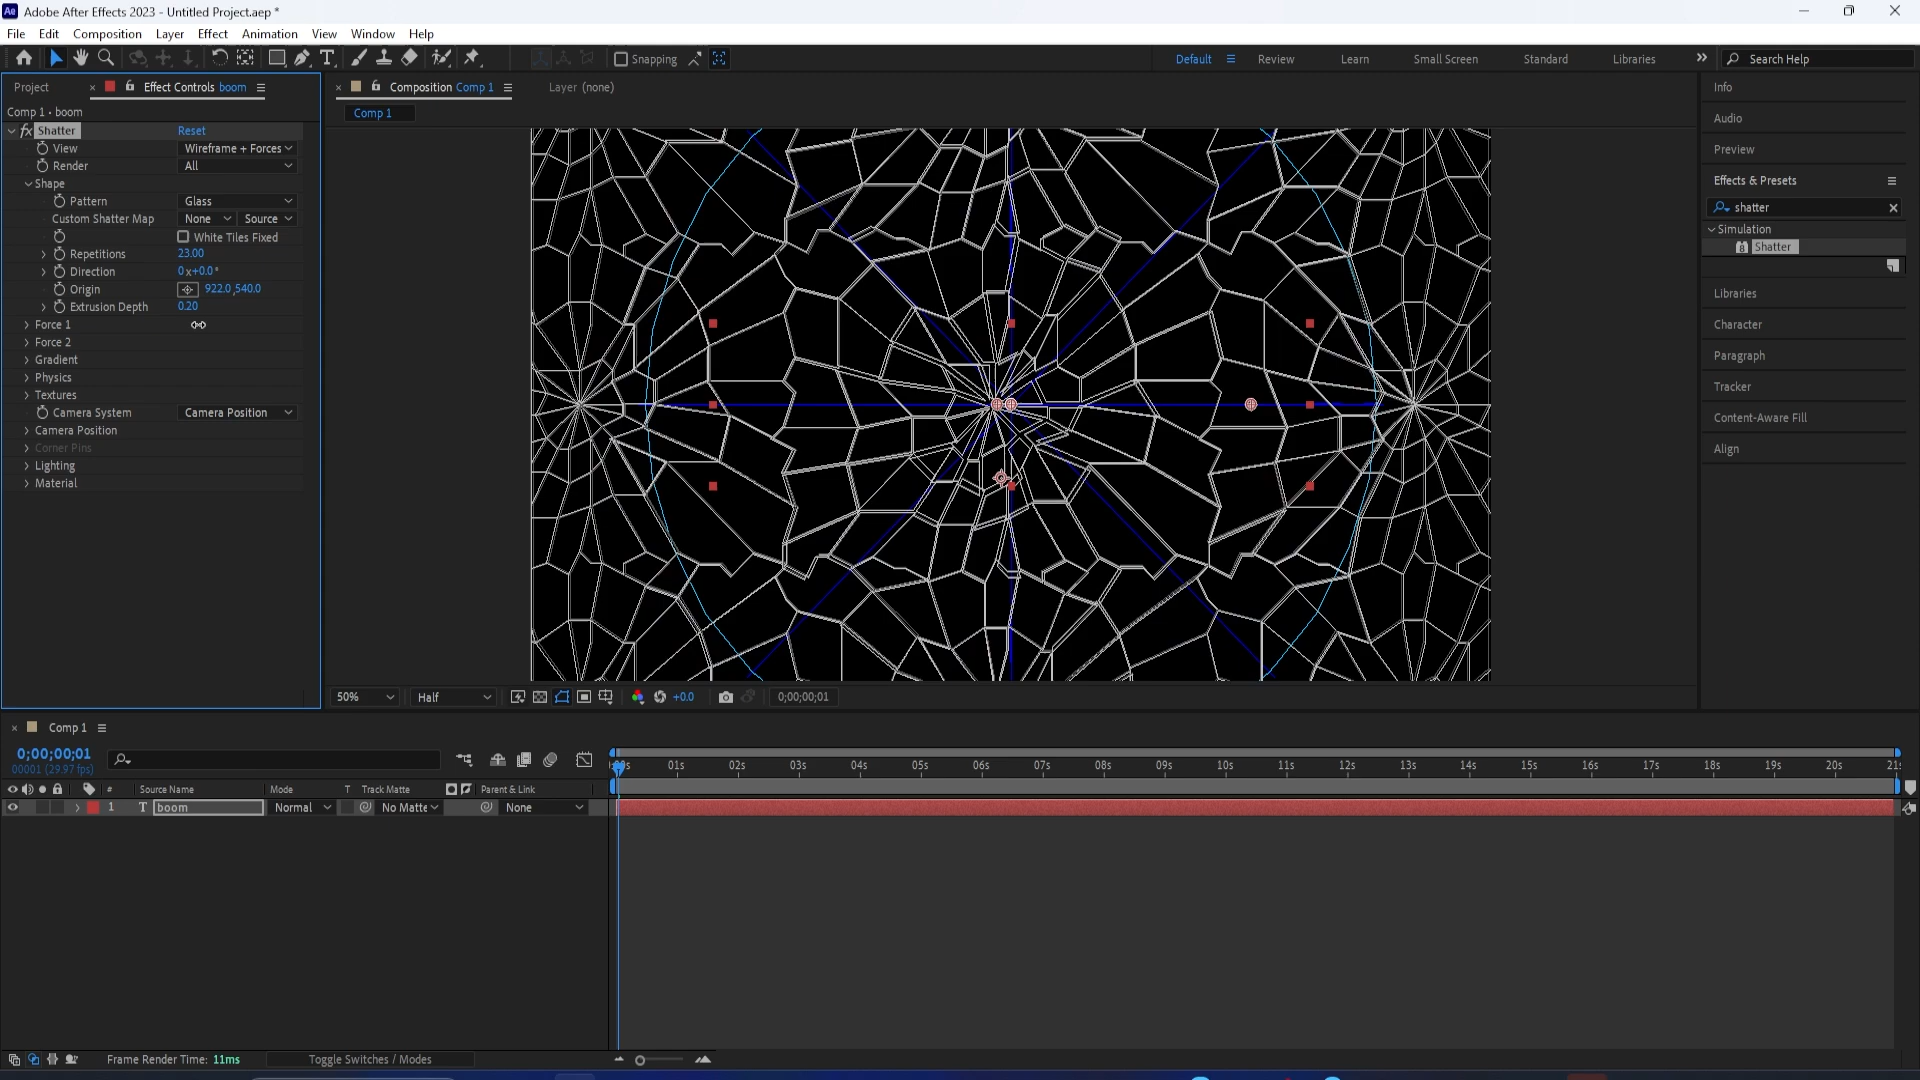 Ae Adobe After Effects 2023 - Untitled Project.aep *
File Edit Composition Layer Effect Animation View Window Help
Snapping Default Review Learn Small Screen Standard Libraries Search Help
Project × Effect Controls boom
Comp 1 • boom
fx Shatter Reset
View Wireframe + Forces
Render All
Shape
Pattern Glass
Custom Shatter Map None Source
White Tiles Fixed
Repetitions 23.00
Direction 0x+0.0°
Origin 922.0,540.0
Extrusion Depth 0.20
Force 1
Force 2
Gradient
Physics
Textures
Camera System Camera Position
Camera Position
Corner Pins
Lighting
Material
× Composition Comp 1 Layer (none)
Comp 1
50% Half +0.0 0;00;00;01
Info
Audio
Preview
Effects & Presets
shatter
Simulation
8 Shatter
Libraries
Character
Paragraph
Tracker
Content-Aware Fill
Align
× Comp 1
0;00;00;01
00001 (29.97 fps)
01s 02s 03s 04s 05s 06s 07s 08s 09s 10s 11s 12s 13s 14s 15s 16s 17s 18s 19s 20s
# Source Name Mode T Track Matte Parent & Link
1 T boom Normal No Matte None
Frame Render Time: 11ms Toggle Switches / Modes